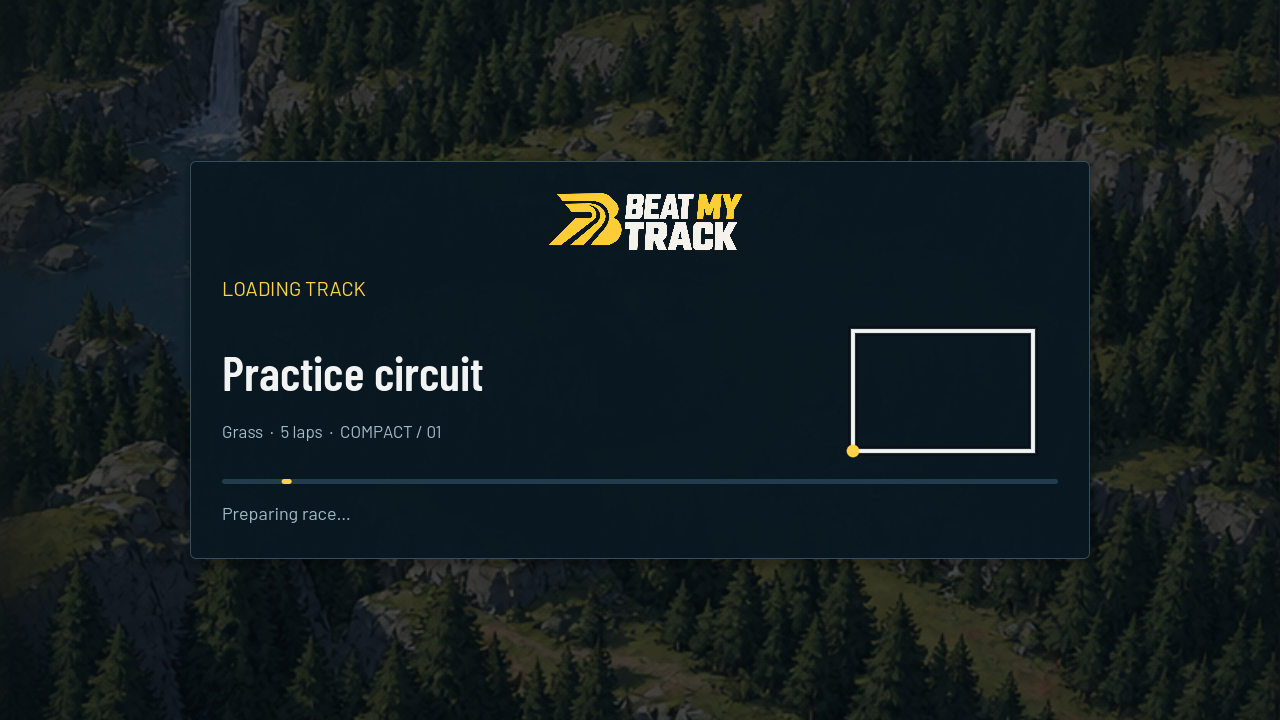 BEAT MY
TRACK
LOADING TRACK
Practice circuit
Grass · 5 laps · COMPACT / 01
Preparing race...